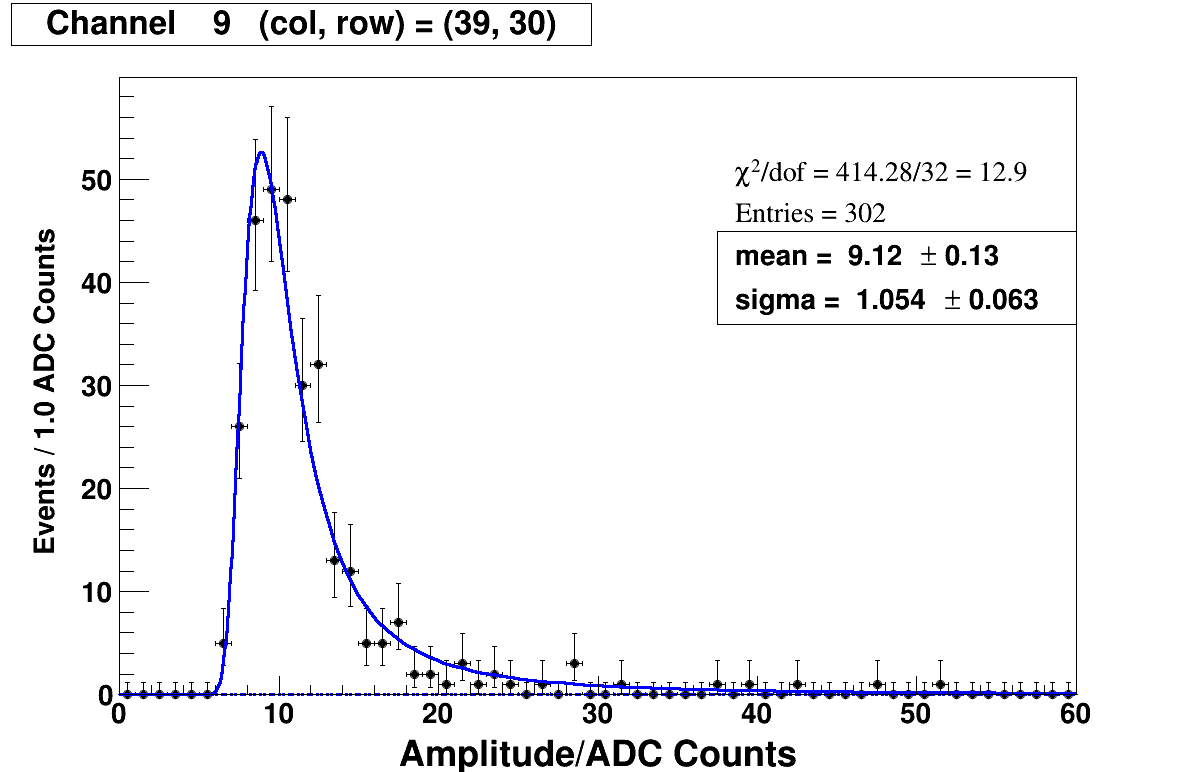 Channel 9 (col, row) = (39, 30)
χ²/dof = 414.28/32 = 12.9
Entries = 302
mean = 9.12 ± 0.13
sigma = 1.054 ± 0.063
Events / 1.0 ADC Counts
50
40
30
20
10
0
0 10 20 30 40 50 60
Amplitude/ADC Counts